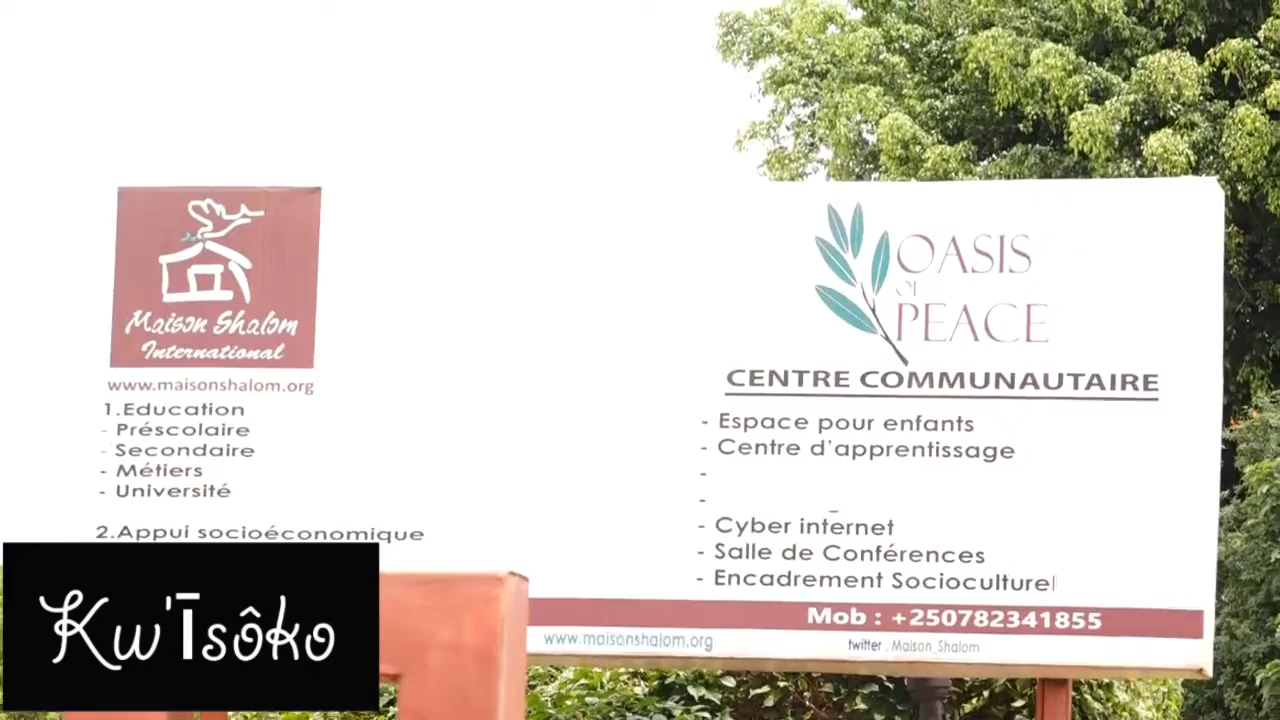 Maison Shalom
International
www.maisonshalom.org
1.Education
- Préscolaire
- Secondaire
- Métiers
- Université
2.Appui socioéconomique
OASIS
OF
PEACE
CENTRE COMMUNAUTAIRE
- Espace pour enfants
- Centre d'apprentissage
-
-
- Cyber internet
- Salle de Conférences
- Encadrement Socioculturel
Mob : +250782341855
www.maisonshalom.org
twitter : Maison_Shalom
Kw'Īsôko